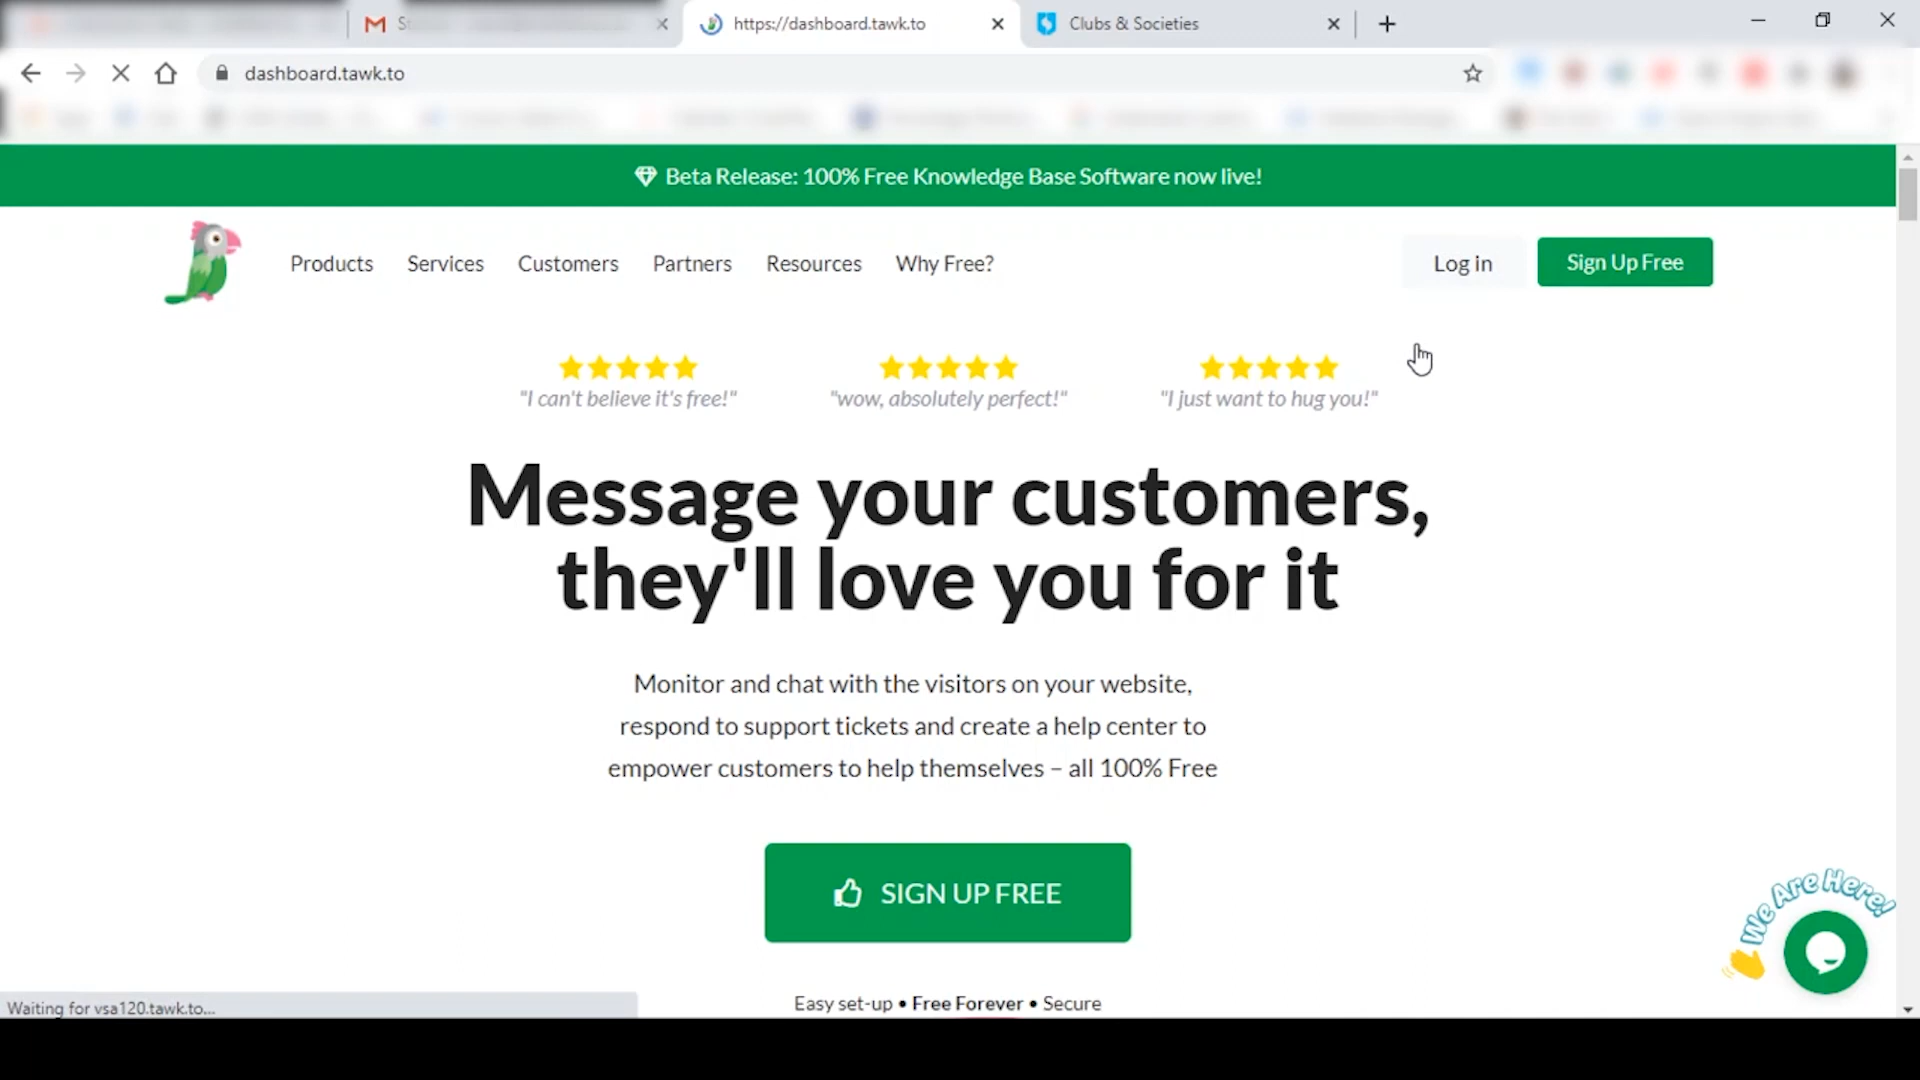 https://dashboard.tawk.to
Clubs & Societies
dashboard.tawk.to
Beta Release: 100% Free Knowledge Base Software now live!
Products Services Customers Partners Resources Why Free?
Log in
Sign Up Free
"I can't believe it's free!"
"wow, absolutely perfect!"
"I just want to hug you!"
Message your customers,
they'll love you for it
Monitor and chat with the visitors on your website,
respond to support tickets and create a help center to
empower customers to help themselves – all 100% Free
SIGN UP FREE
We Are Here!
Easy set-up • Free Forever • Secure
Waiting for vsa120.tawk.to...